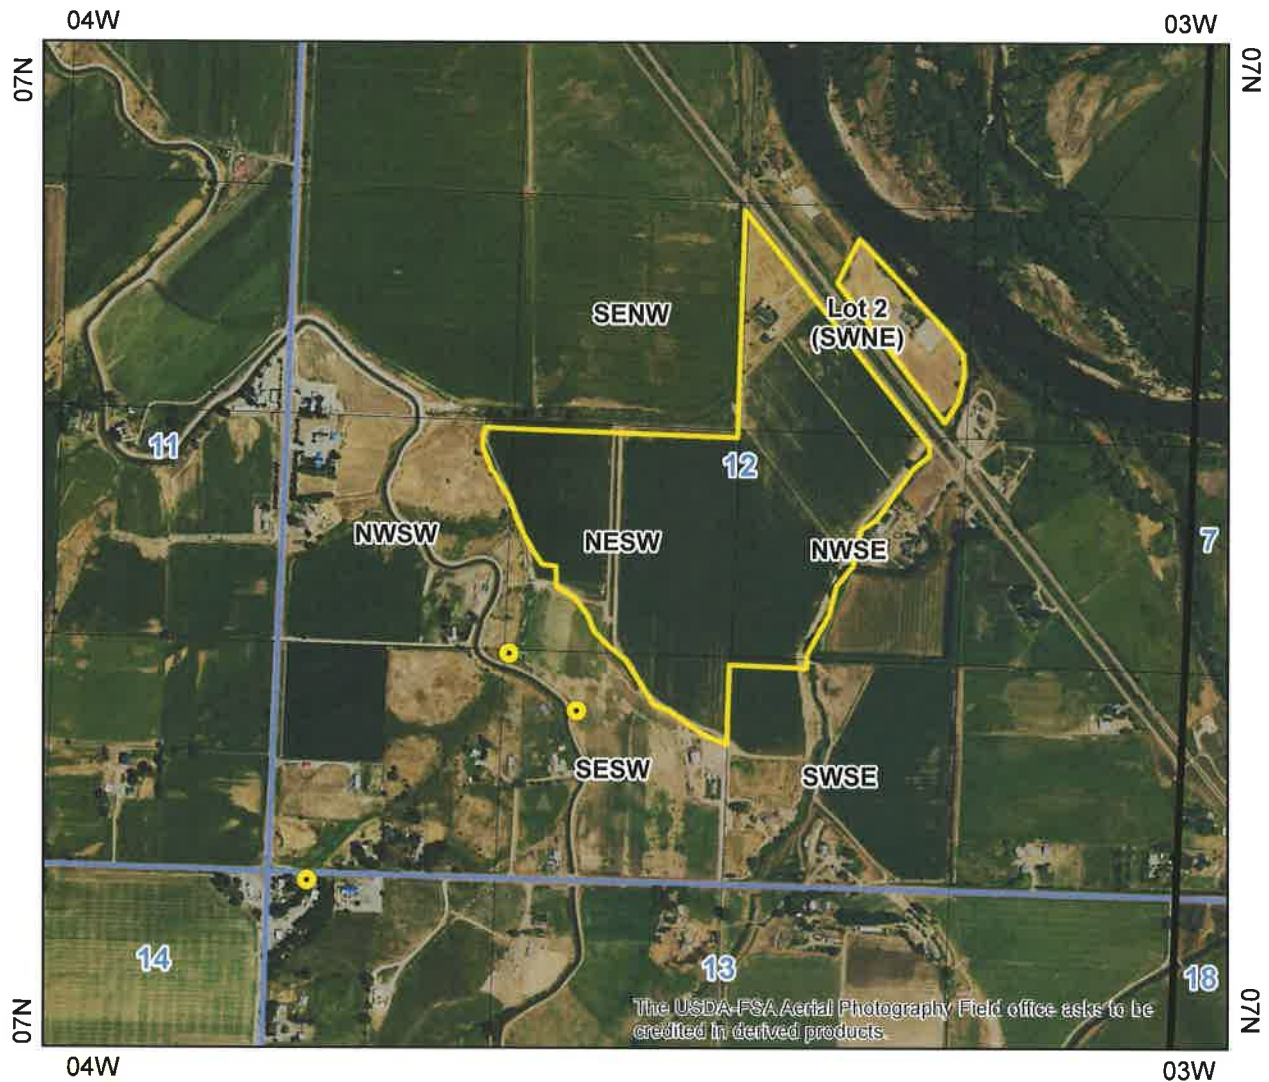 04W
03W
07N
07N
SENW
Lot 2
(SWNE)
11
12
NWSW
NESW
NWSE
7
SESW
SWSE
14
13
18
The USDA-FSA Aerial Photography Field office asks to be
credited in derived products.
07N
07N
04W
03W